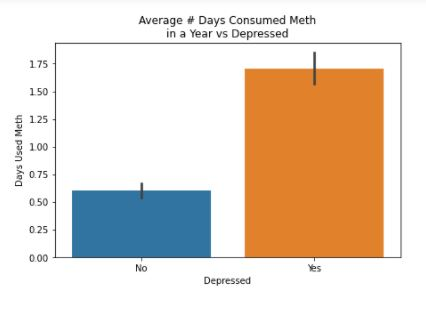 Average # Days Consumed Meth
in a Year vs Depressed
1.75
1.50
1.25
1.00
0.75
0.50
0.25
0.00
Days Used Meth
No
Yes
Depressed